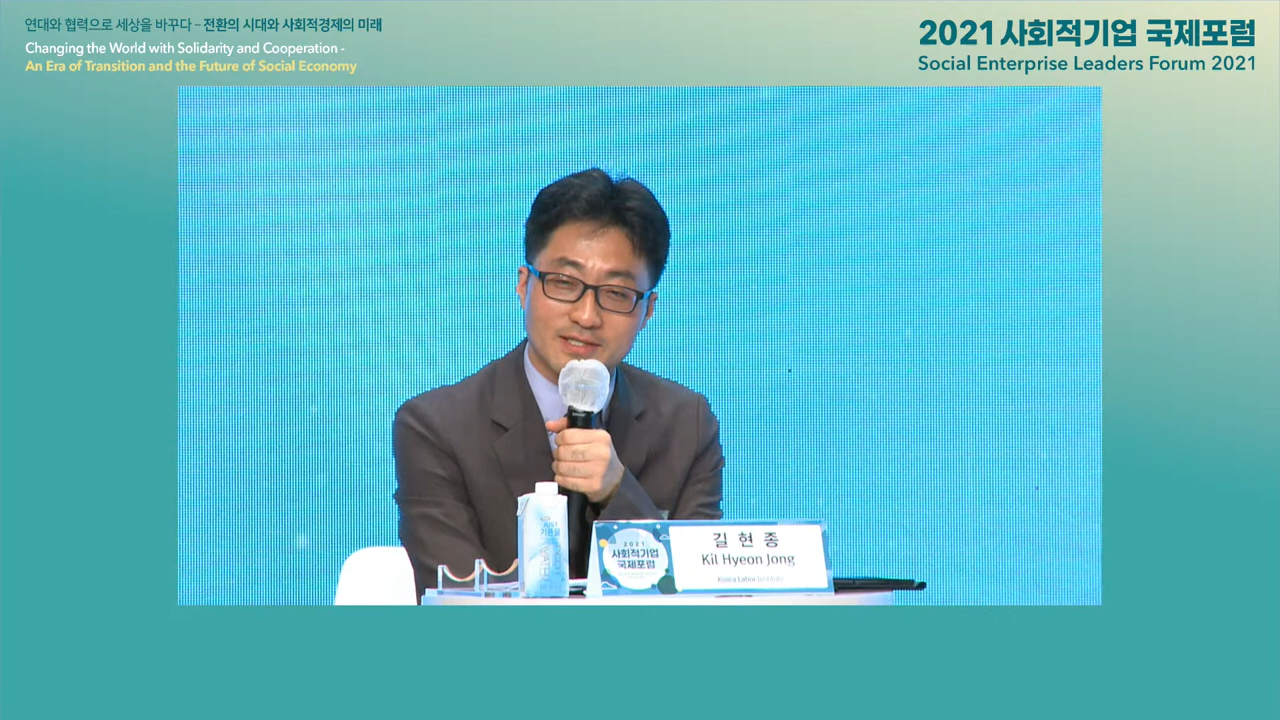 연대와 협력으로 세상을 바꾸다 – 전환의 시대와 사회적경제의 미래
Changing the World with Solidarity and Cooperation -
An Era of Transition and the Future of Social Economy
2021 사회적기업 국제포럼
Social Enterprise Leaders Forum 2021
JUST
2021
사회적기업
국제포럼
길현종
Kil Hyeon Jong
Korea Labor Institute